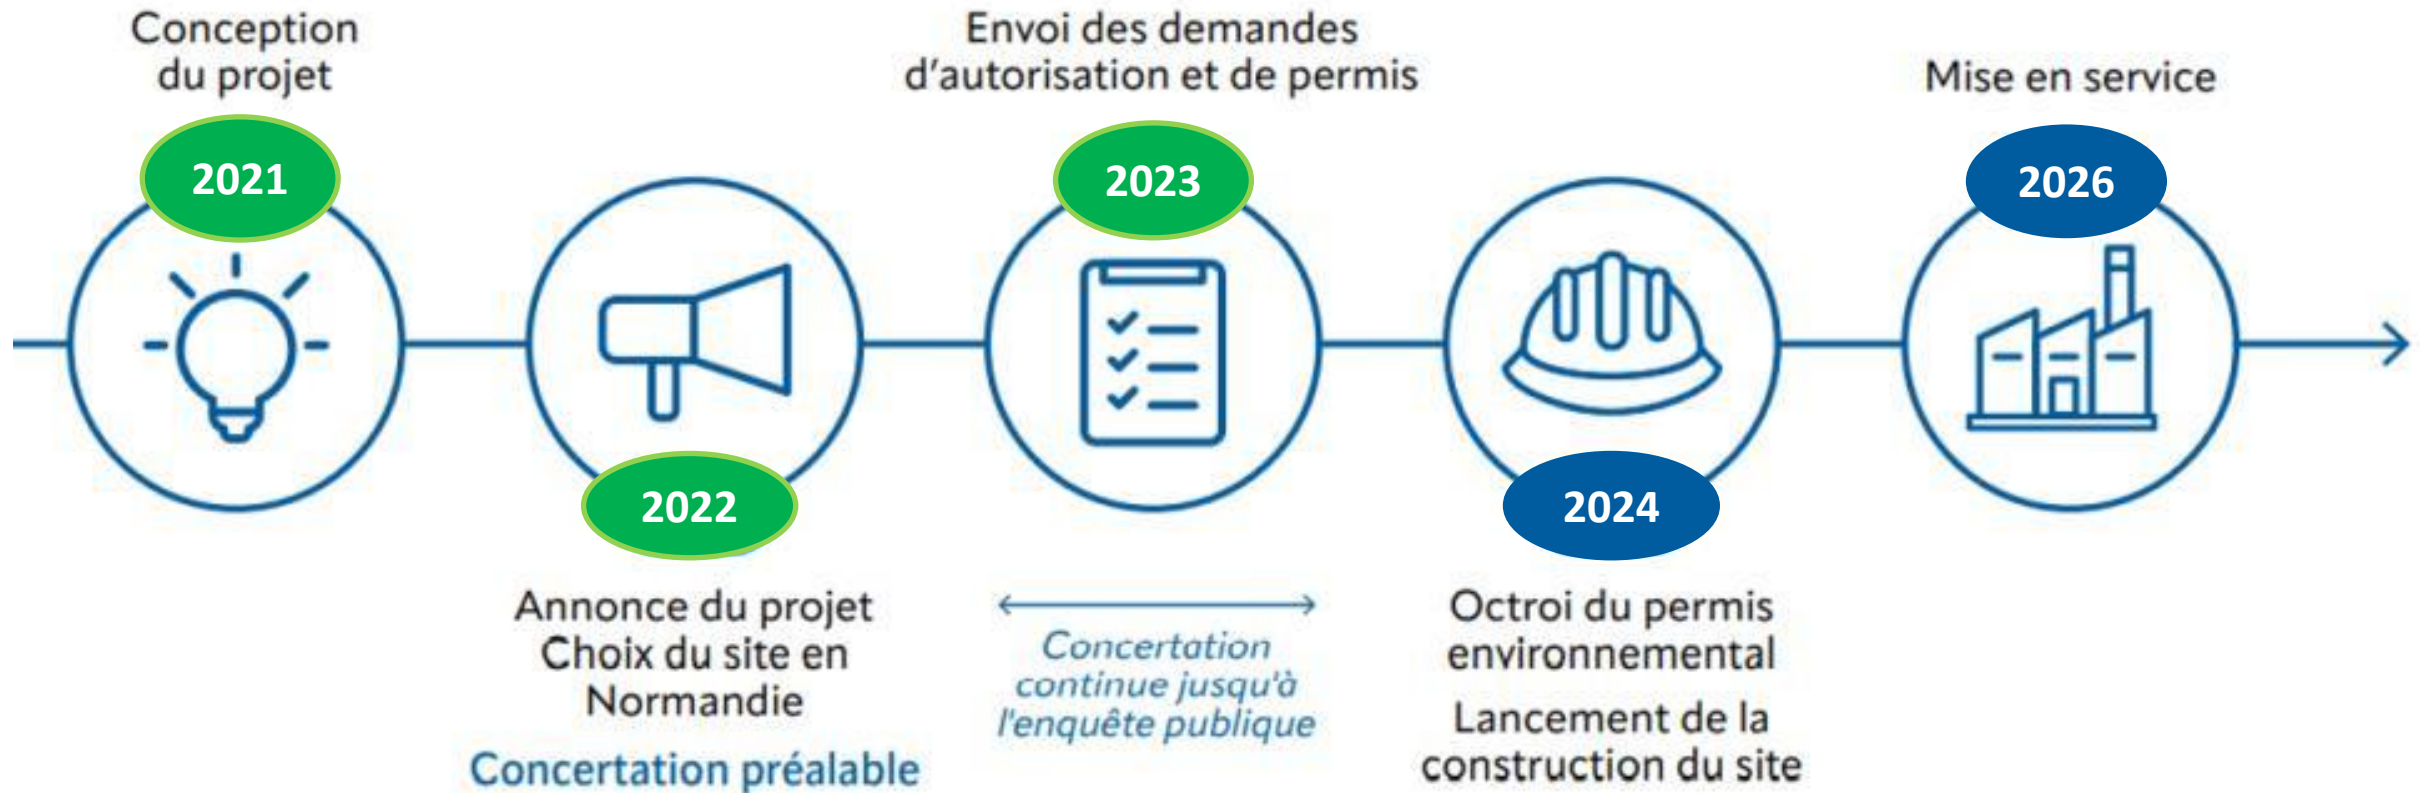 Conception
du projet
2021
2022
Annonce du projet
Choix du site en
Normandie
Concertation préalable
Envoi des demandes
d'autorisation et de permis
2023
Concertation
continue jusqu'à
l'enquête publique
2024
Octroi du permis
environnemental
Lancement de la
construction du site
Mise en service
2026